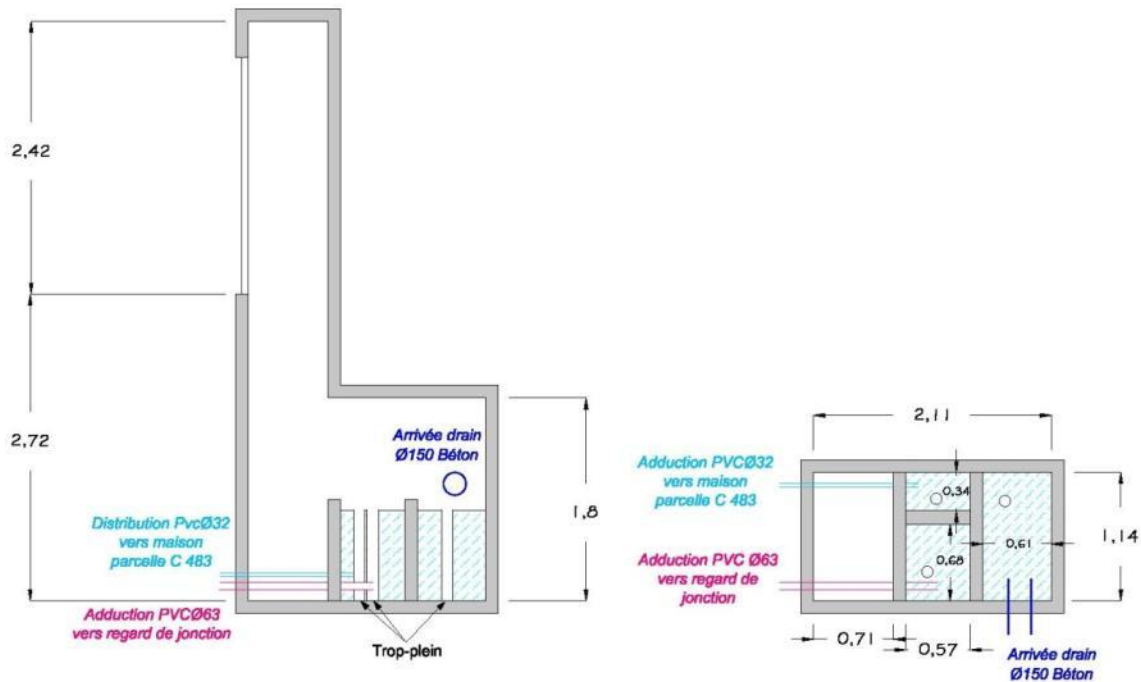 2,42
2,72
Arrivée drain
Ø150 Béton
1,8
Distribution PvcØ32
vers maison
parcelle C 483
Adduction PVCØ63
vers regard de jonction
Trop-plein
2,11
Adduction PVCØ32
vers maison
parcelle C 483
0,34
0,61
1,14
Adduction PVC Ø63
vers regard de
jonction
0,68
0,71
0,57
Arrivée drain
Ø150 Béton